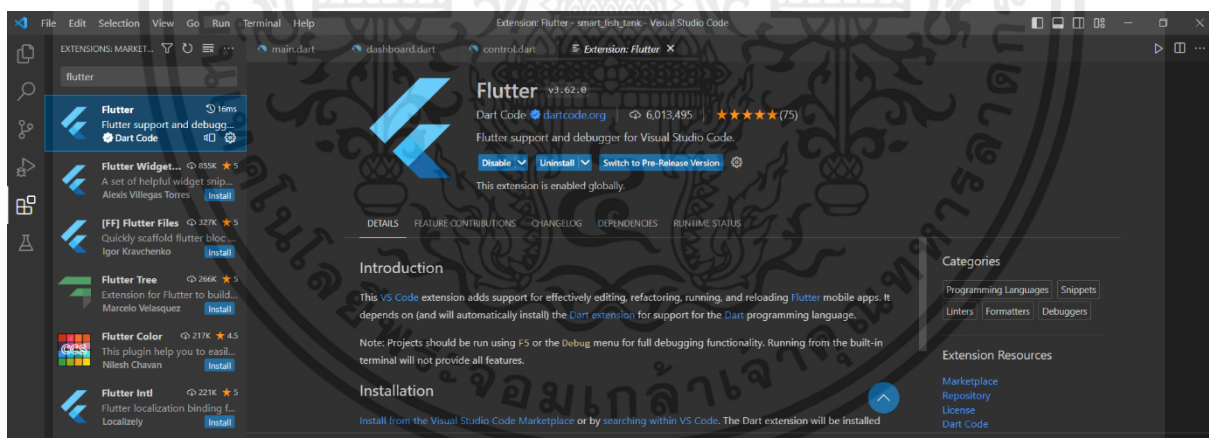 File Edit Selection View Go Run Terminal Help
Extension: Flutter - smart_fish_tank - Visual Studio Code
EXTENSIONS: MARKET...
main.dart
dashboard.dart
control.dart
Extension: Flutter
flutter
Flutter 16ms
Flutter support and debugg...
Dart Code
Flutter Widget... 855K 5
A set of helpful widget snip...
Alexis Villegas Torres Install
[FF] Flutter Files 327K 5
Quickly scaffold flutter bloc ...
Igor Kravchenko Install
Flutter Tree 266K 5
Extension for Flutter to build...
Marcelo Velasquez Install
Flutter Color 217K 4.5
This plugin help you to easil...
Nilesh Chavan Install
Flutter Intl 221K 5
Flutter localization binding f...
Localizely Install
Flutter v3.62.0
Dart Code dartcode.org 6,013,495 (75)
Flutter support and debugger for Visual Studio Code.
Disable Uninstall Switch to Pre-Release Version
This extension is enabled globally.
DETAILS FEATURE CONTRIBUTIONS CHANGELOG DEPENDENCIES RUNTIME STATUS
Introduction
This VS Code extension adds support for effectively editing, refactoring, running, and reloading Flutter mobile apps. It
depends on (and will automatically install) the Dart extension for support for the Dart programming language.
Note: Projects should be run using F5 or the Debug menu for full debugging functionality. Running from the built-in
terminal will not provide all features.
Installation
Install from the Visual Studio Code Marketplace or by searching within VS Code. The Dart extension will be installed
Categories
Programming Languages Snippets
Linters Formatters Debuggers
Extension Resources
Marketplace
Repository
License
Dart Code